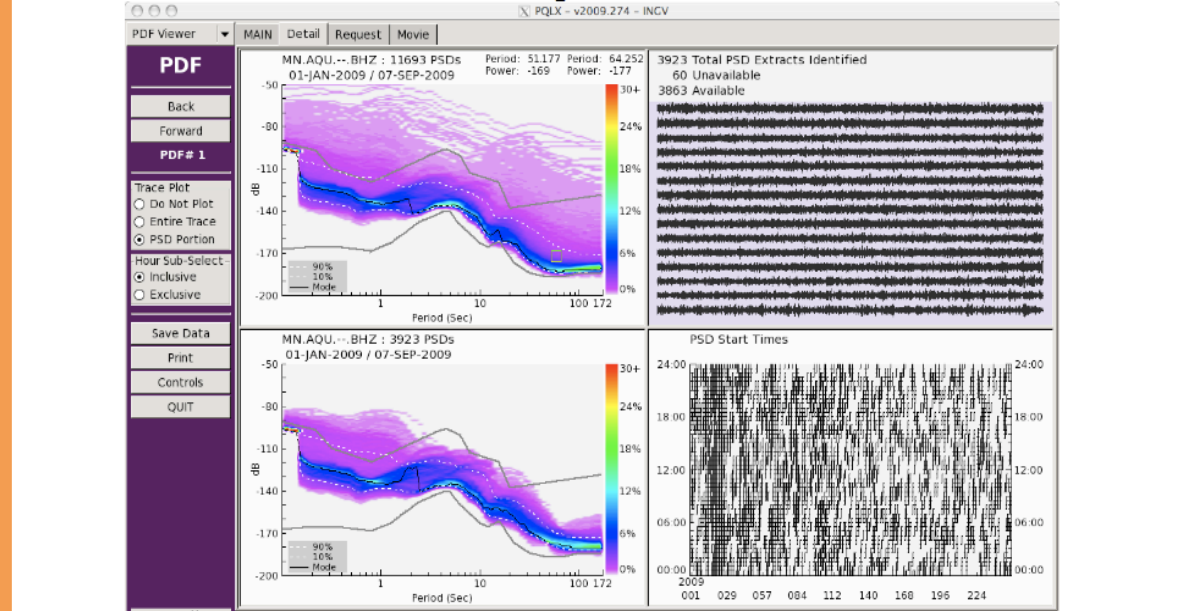 PQLX – v2009.274 – INGV
PDF Viewer
MAIN Detail Request Movie
PDF
Back
Forward
PDF# 1
Trace Plot
Do Not Plot
Entire Trace
PSD Portion
Hour Sub-Select
Inclusive
Exclusive
Save Data
Print
Controls
QUIT
MN.AQU.--.BHZ : 11693 PSDs
01-JAN-2009 / 07-SEP-2009
Period: 51.177 Period: 64.252
Power: -169 Power: -177
-50
-80
-110
-140
-170
-200
dB
30+
24%
18%
12%
6%
0%
90%
10%
Mode
1 10 100 172
Period (Sec)
3923 Total PSD Extracts Identified
60 Unavailable
3863 Available
MN.AQU.--.BHZ : 3923 PSDs
01-JAN-2009 / 07-SEP-2009
-50
-80
-110
-140
-170
-200
dB
30+
24%
18%
12%
6%
0%
90%
10%
Mode
1 10 100 172
Period (Sec)
PSD Start Times
24:00 24:00
18:00 18:00
12:00 12:00
06:00 06:00
00:00 00:00
2009
001 029 057 084 112 140 168 196 224